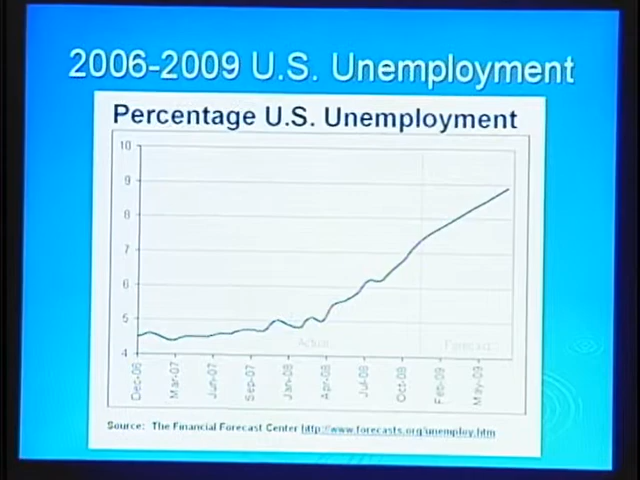 2006-2009 U.S. Unemployment
Percentage U.S. Unemployment
10
9
8
7
6
5
4
Actual
Forecast
Dec-06
Mar-07
Jun-07
Sep-07
Jan-08
Apr-08
Jul-08
Oct-08
Feb-09
May-09
Source: The Financial Forecast Center http://www.forecasts.org/unemploy.htm